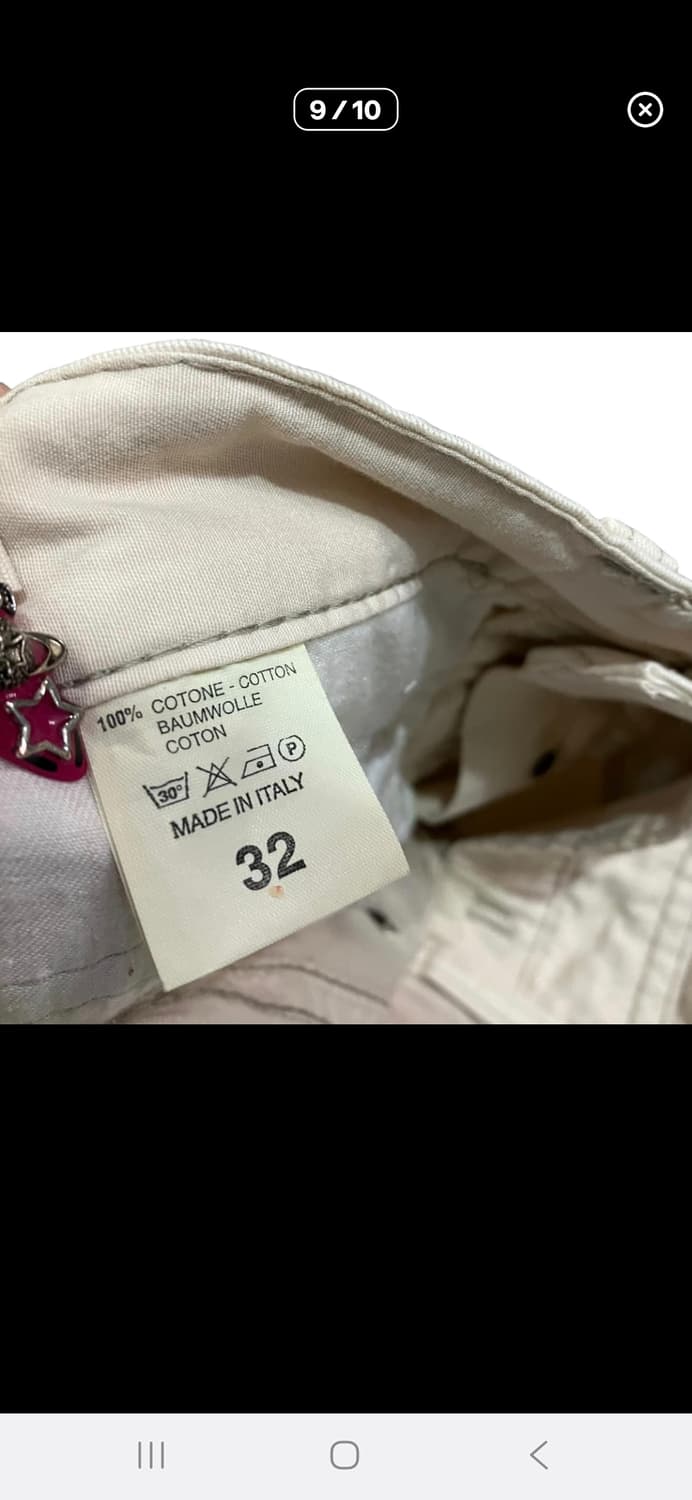 9/10
100% COTONE - COTTON
BAUMWOLLE
COTON
30°
P
MADE IN ITALY
32